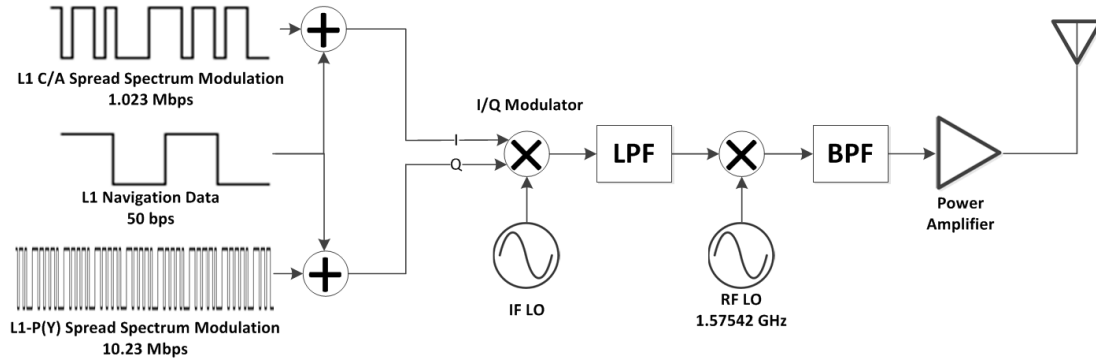 L1 C/A Spread Spectrum Modulation
1.023 Mbps
L1 Navigation Data
50 bps
L1-P(Y) Spread Spectrum Modulation
10.23 Mbps
I/Q Modulator
I
Q
IF LO
LPF
RF LO
1.57542 GHz
BPF
Power
Amplifier